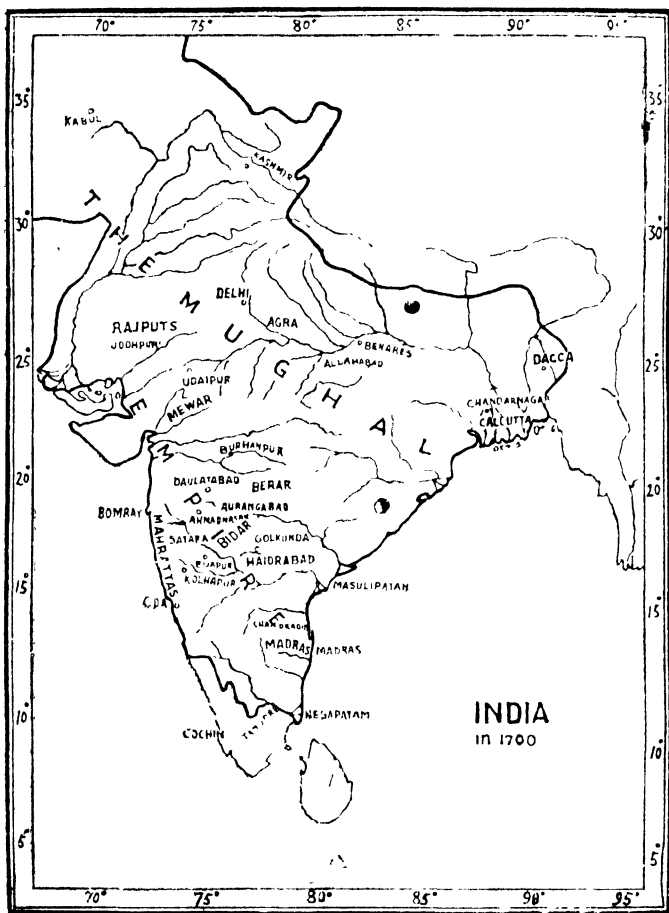 70° 75° 80° 85° 90° 9
35°
35
KABUL
KASHMIR
30°
30°
THE MUGHAL EMPIRE
DELHI
RAJPUTS
AGRA
JODHPUR
BENARES
25°
25°
ALLAHABAD
DACCA
UDAIPUR
MEWAR
CHANDARNAGAR
CALCUTTA
BURHANPUR
20°
20°
DAULATABAD
BERAR
AURANGABAD
BOMBAY
AHMADNAGAR
MAHRATTAS
SATARA
BIDAR
GOLKUNDA
BIJAPUR
HAIDRABAD
KOLHAPUR
15°
MASULIPATAM
15°
GOA
MADRAS
MADRAS
10°
NEGAPATAM
TANJORE
COCHIN
10°
INDIA
in 1700
5°
5°
70° 75° 80° 85° 90° 95°